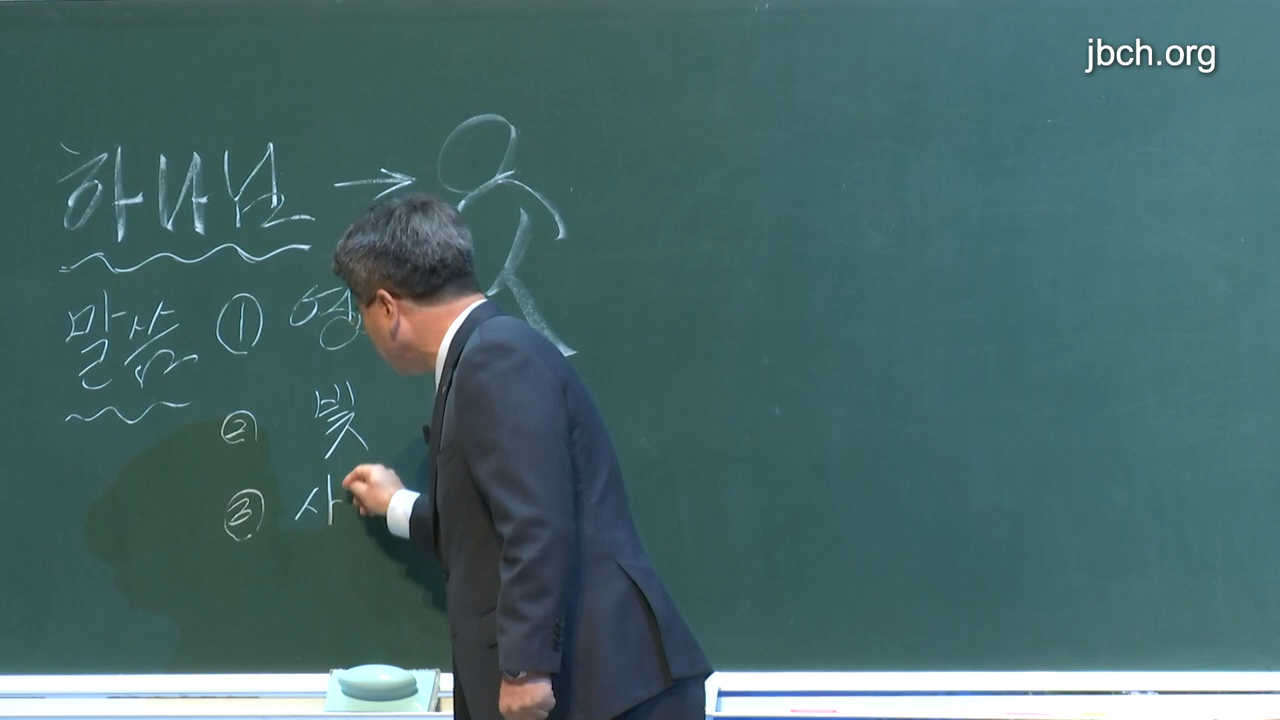 jbch.org
하나님 →
말씀 ① 영
② 빛
③ 사